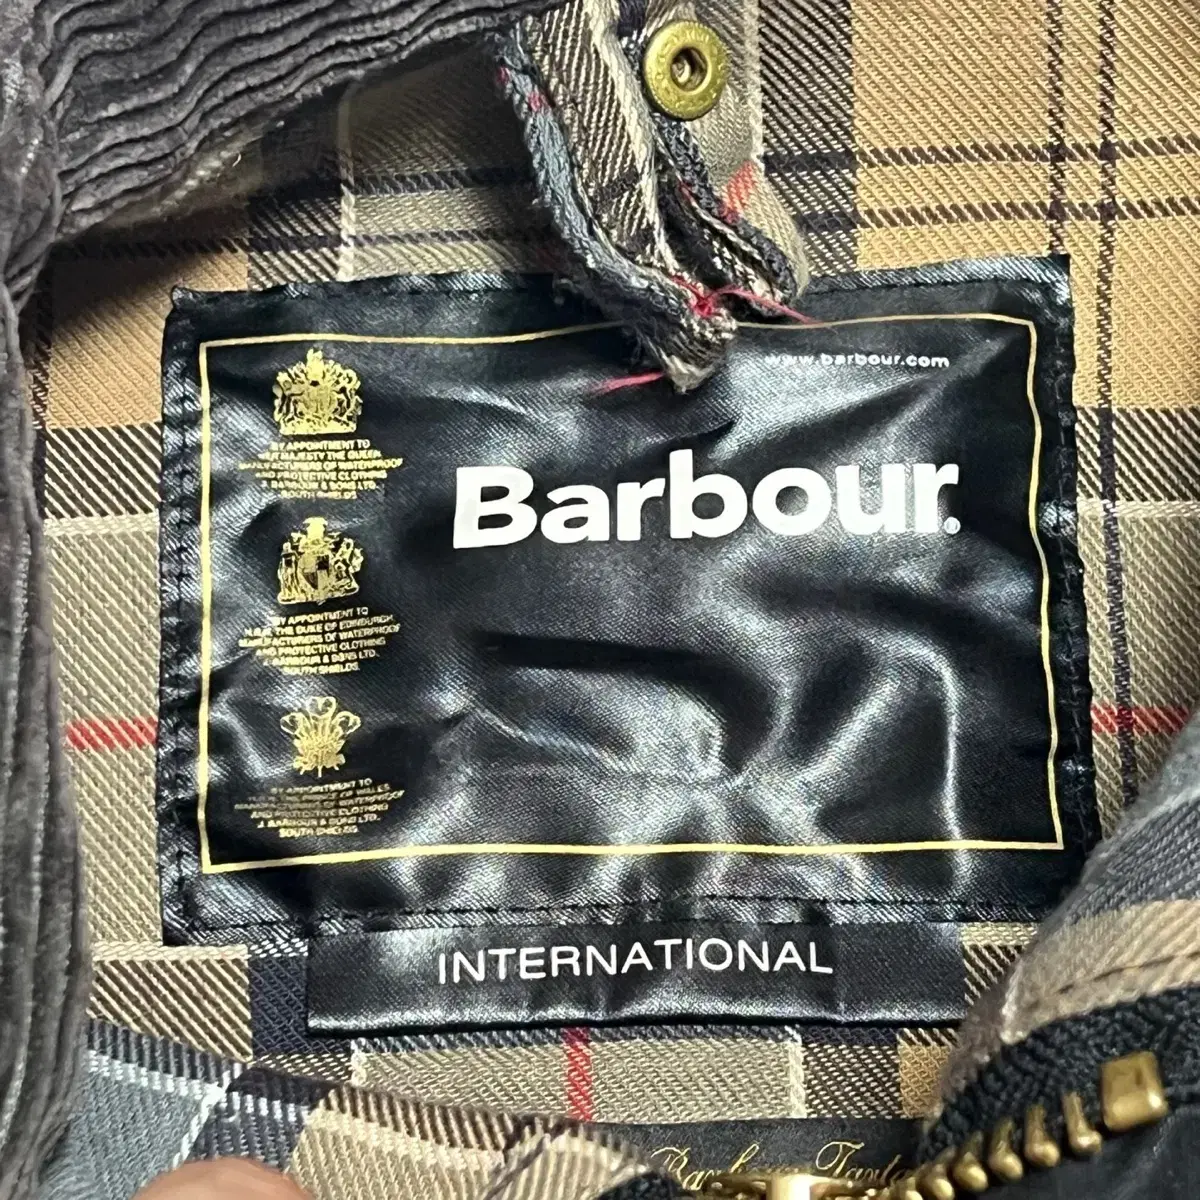 www.barbour.com
Barbour.
BY APPOINTMENT TO
HER MAJESTY THE QUEEN
MANUFACTURERS OF WATERPROOF
AND PROTECTIVE CLOTHING
J. BARBOUR & SONS LTD.
SOUTH SHIELDS
BY APPOINTMENT TO
H.R.H. THE DUKE OF EDINBURGH
MANUFACTURERS OF WATERPROOF
AND PROTECTIVE CLOTHING
J. BARBOUR & SONS LTD.
SOUTH SHIELDS
BY APPOINTMENT TO
THE PRINCE OF WALES
MANUFACTURERS OF WATERPROOF
AND PROTECTIVE CLOTHING
J. BARBOUR & SONS LTD.
SOUTH SHIELDS
INTERNATIONAL
Barbour